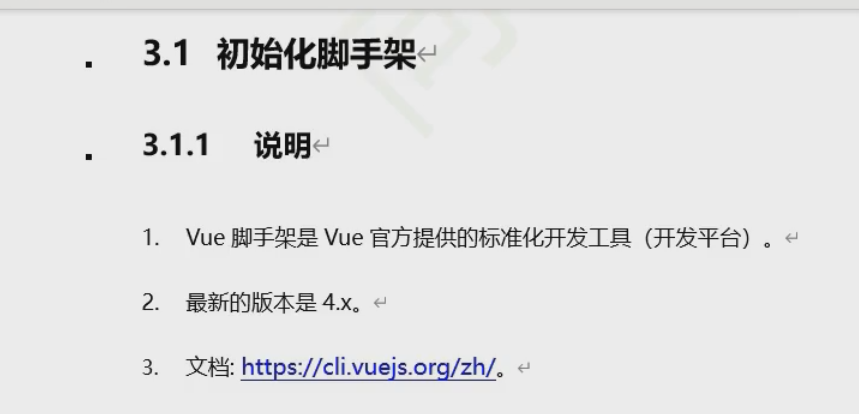 3.1 初始化脚手架
3.1.1 说明
1. Vue 脚手架是 Vue 官方提供的标准化开发工具（开发平台）。
2. 最新的版本是 4.x。
3. 文档: https://cli.vuejs.org/zh/。